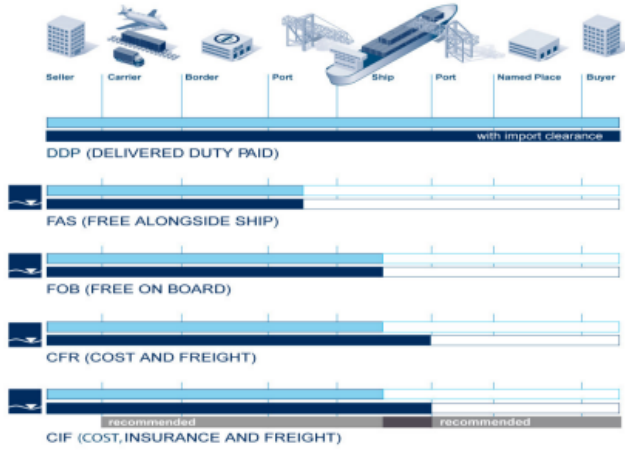 Seller Carrier Border Port Ship Port Named Place Buyer
with import clearance
DDP (DELIVERED DUTY PAID)
FAS (FREE ALONGSIDE SHIP)
FOB (FREE ON BOARD)
CFR (COST AND FREIGHT)
recommended recommended
CIF (COST, INSURANCE AND FREIGHT)